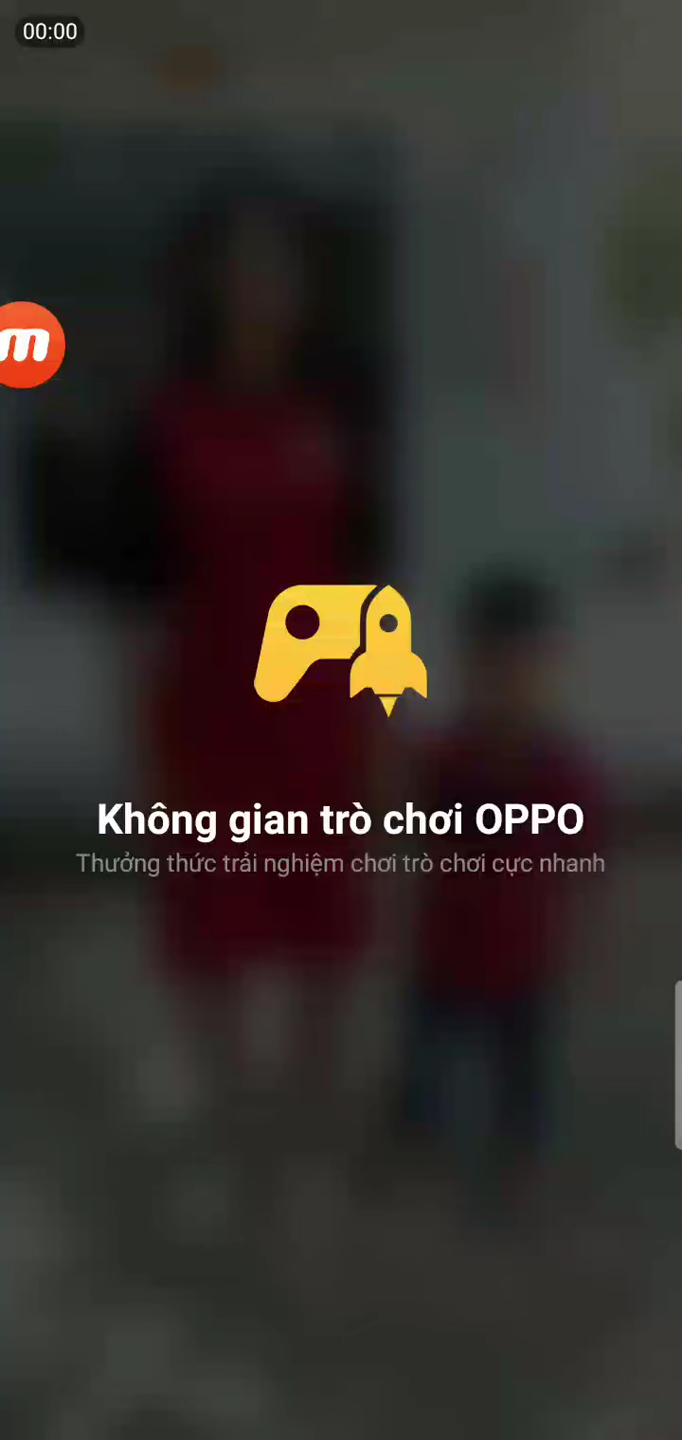 00:00
m
Không gian trò chơi OPPO
Thưởng thức trải nghiệm chơi trò chơi cực nhanh